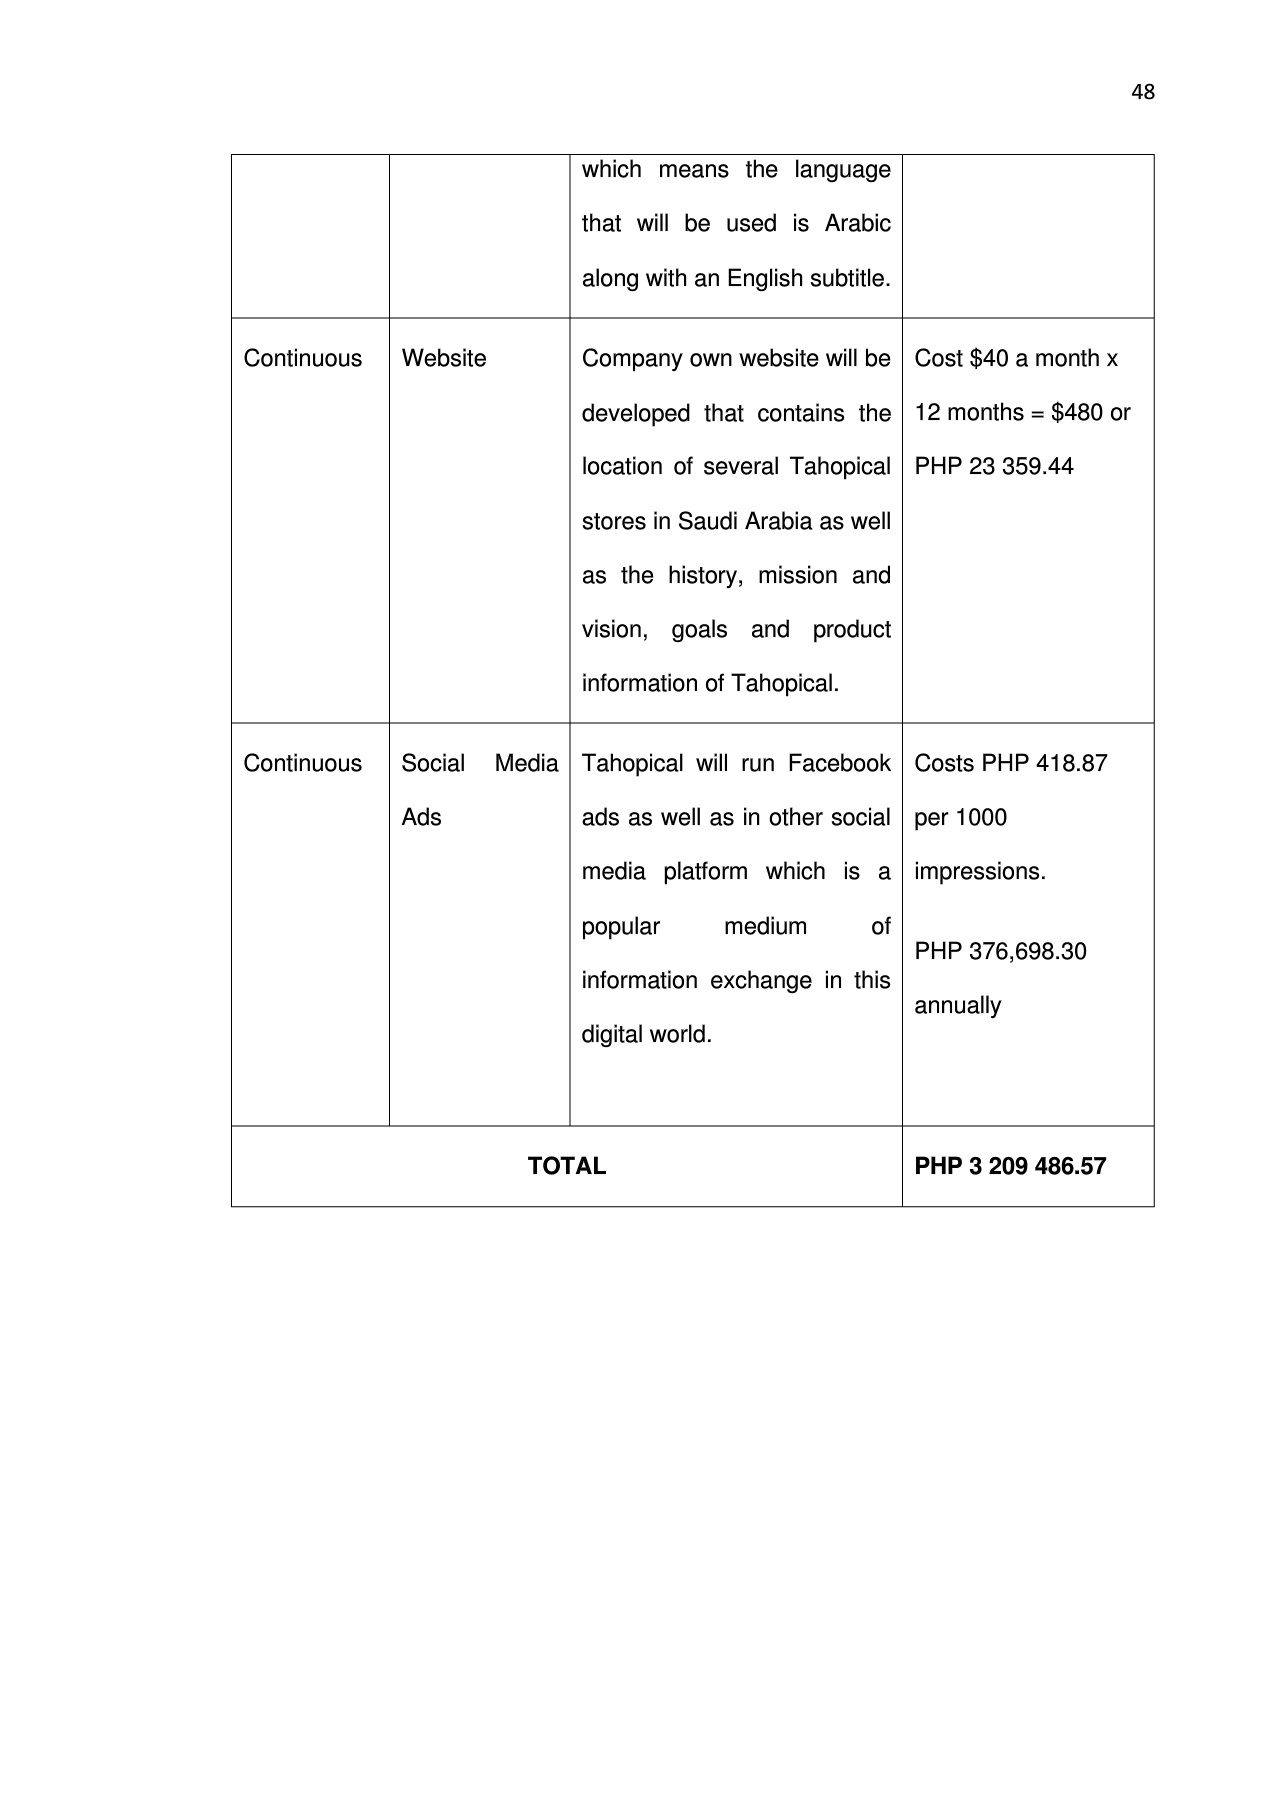 48
which means the language
that will be used is Arabic
along with an English subtitle.
Continuous
Website
Company own website will be
developed that contains the
location of several Tahopical
stores in Saudi Arabia as well
as the history, mission and
vision, goals and product
information of Tahopical.
Cost $40 a month x
12 months = $480 or
PHP 23 359.44
Continuous
Social Media
Ads
Tahopical will run Facebook
ads as well as in other social
media platform which is a
popular medium of
information exchange in this
digital world.
Costs PHP 418.87
per 1000
impressions.
PHP 376,698.30
annually
TOTAL
PHP 3 209 486.57